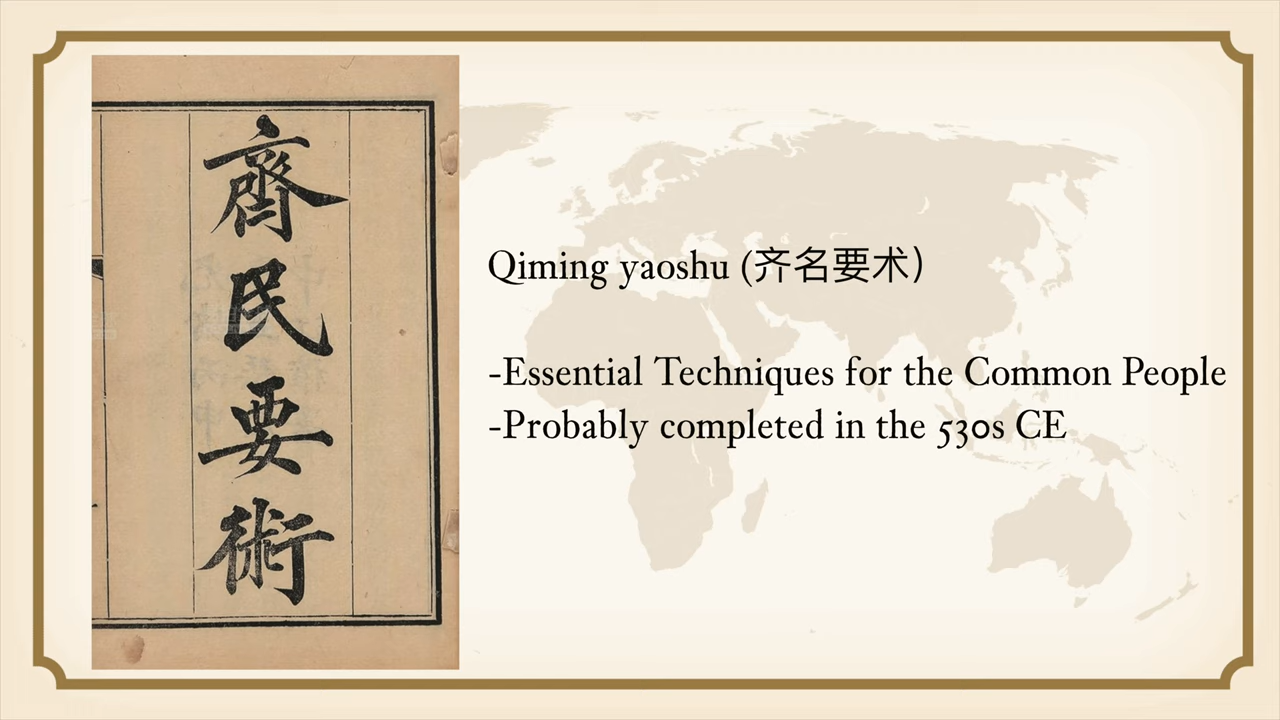 齊民要術
Qiming yaoshu (齐名要术）
-Essential Techniques for the Common People
-Probably completed in the 530s CE